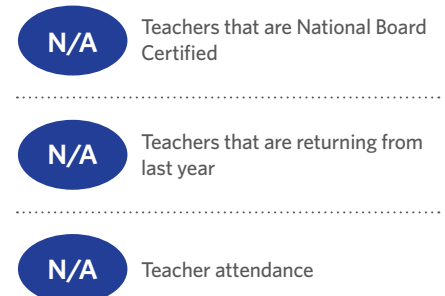 N/A
Teachers that are National Board
Certified
N/A
Teachers that are returning from
last year
N/A
Teacher attendance